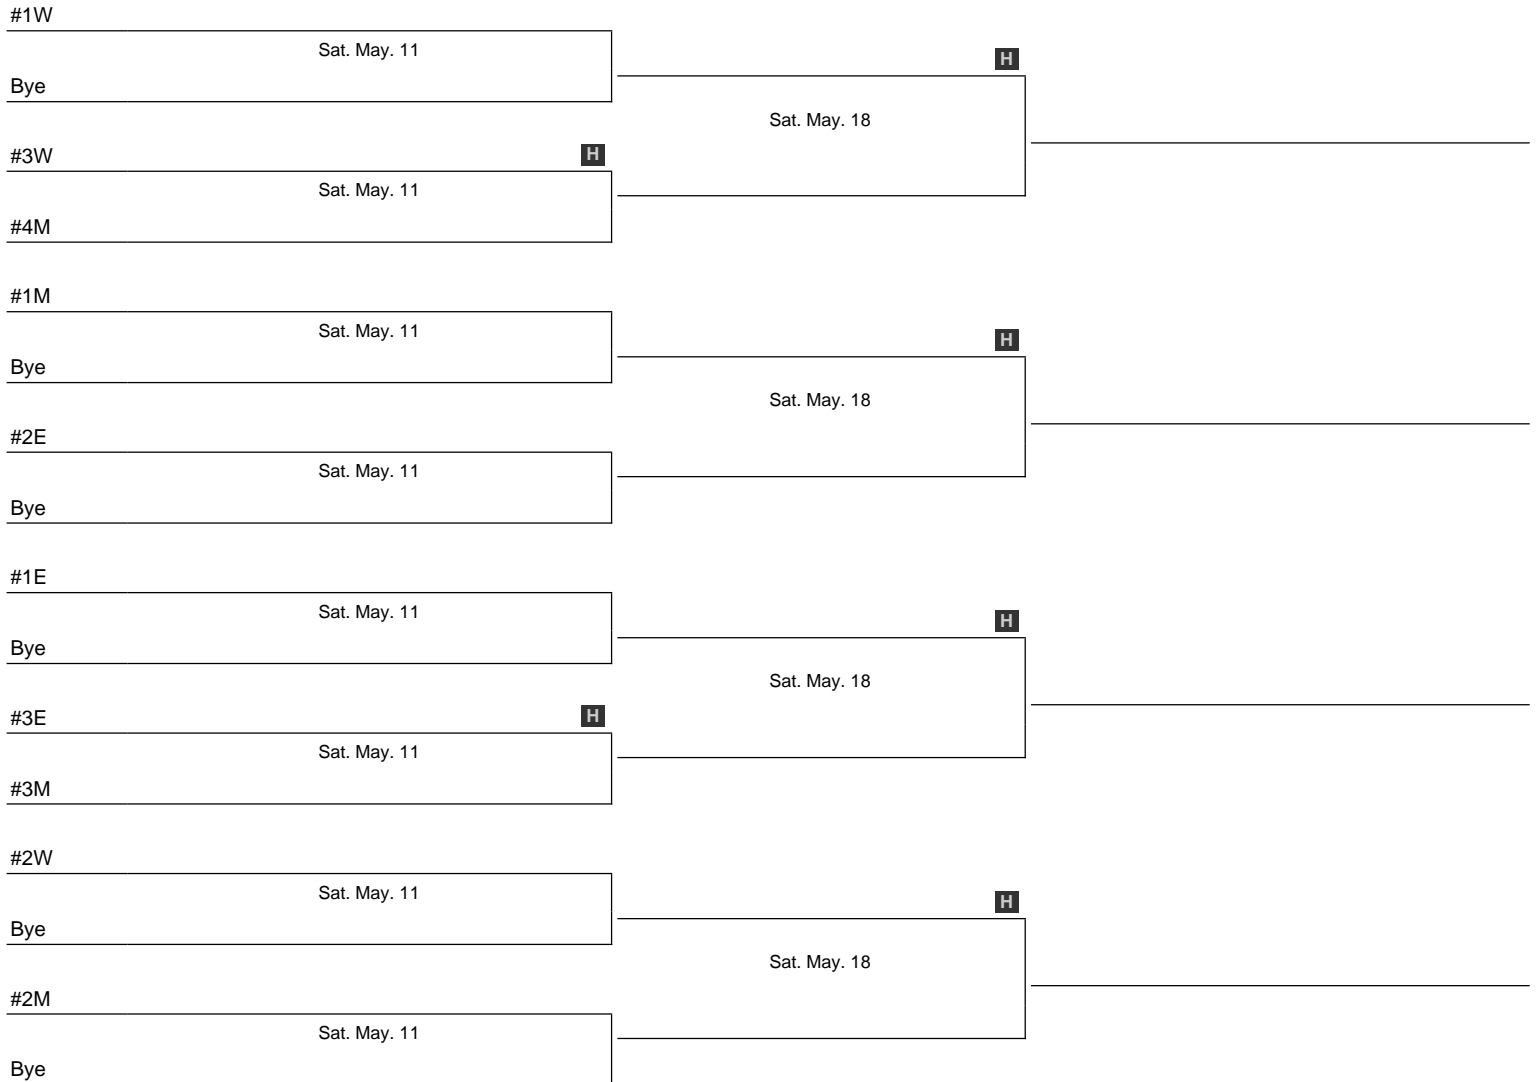 #1W
Sat. May. 11
H
Bye
Sat. May. 18
#3W
H
Sat. May. 11
#4M
#1M
Sat. May. 11
H
Bye
Sat. May. 18
#2E
Sat. May. 11
Bye
#1E
Sat. May. 11
H
Bye
Sat. May. 18
#3E
H
Sat. May. 11
#3M
#2W
Sat. May. 11
H
Bye
Sat. May. 18
#2M
Sat. May. 11
Bye